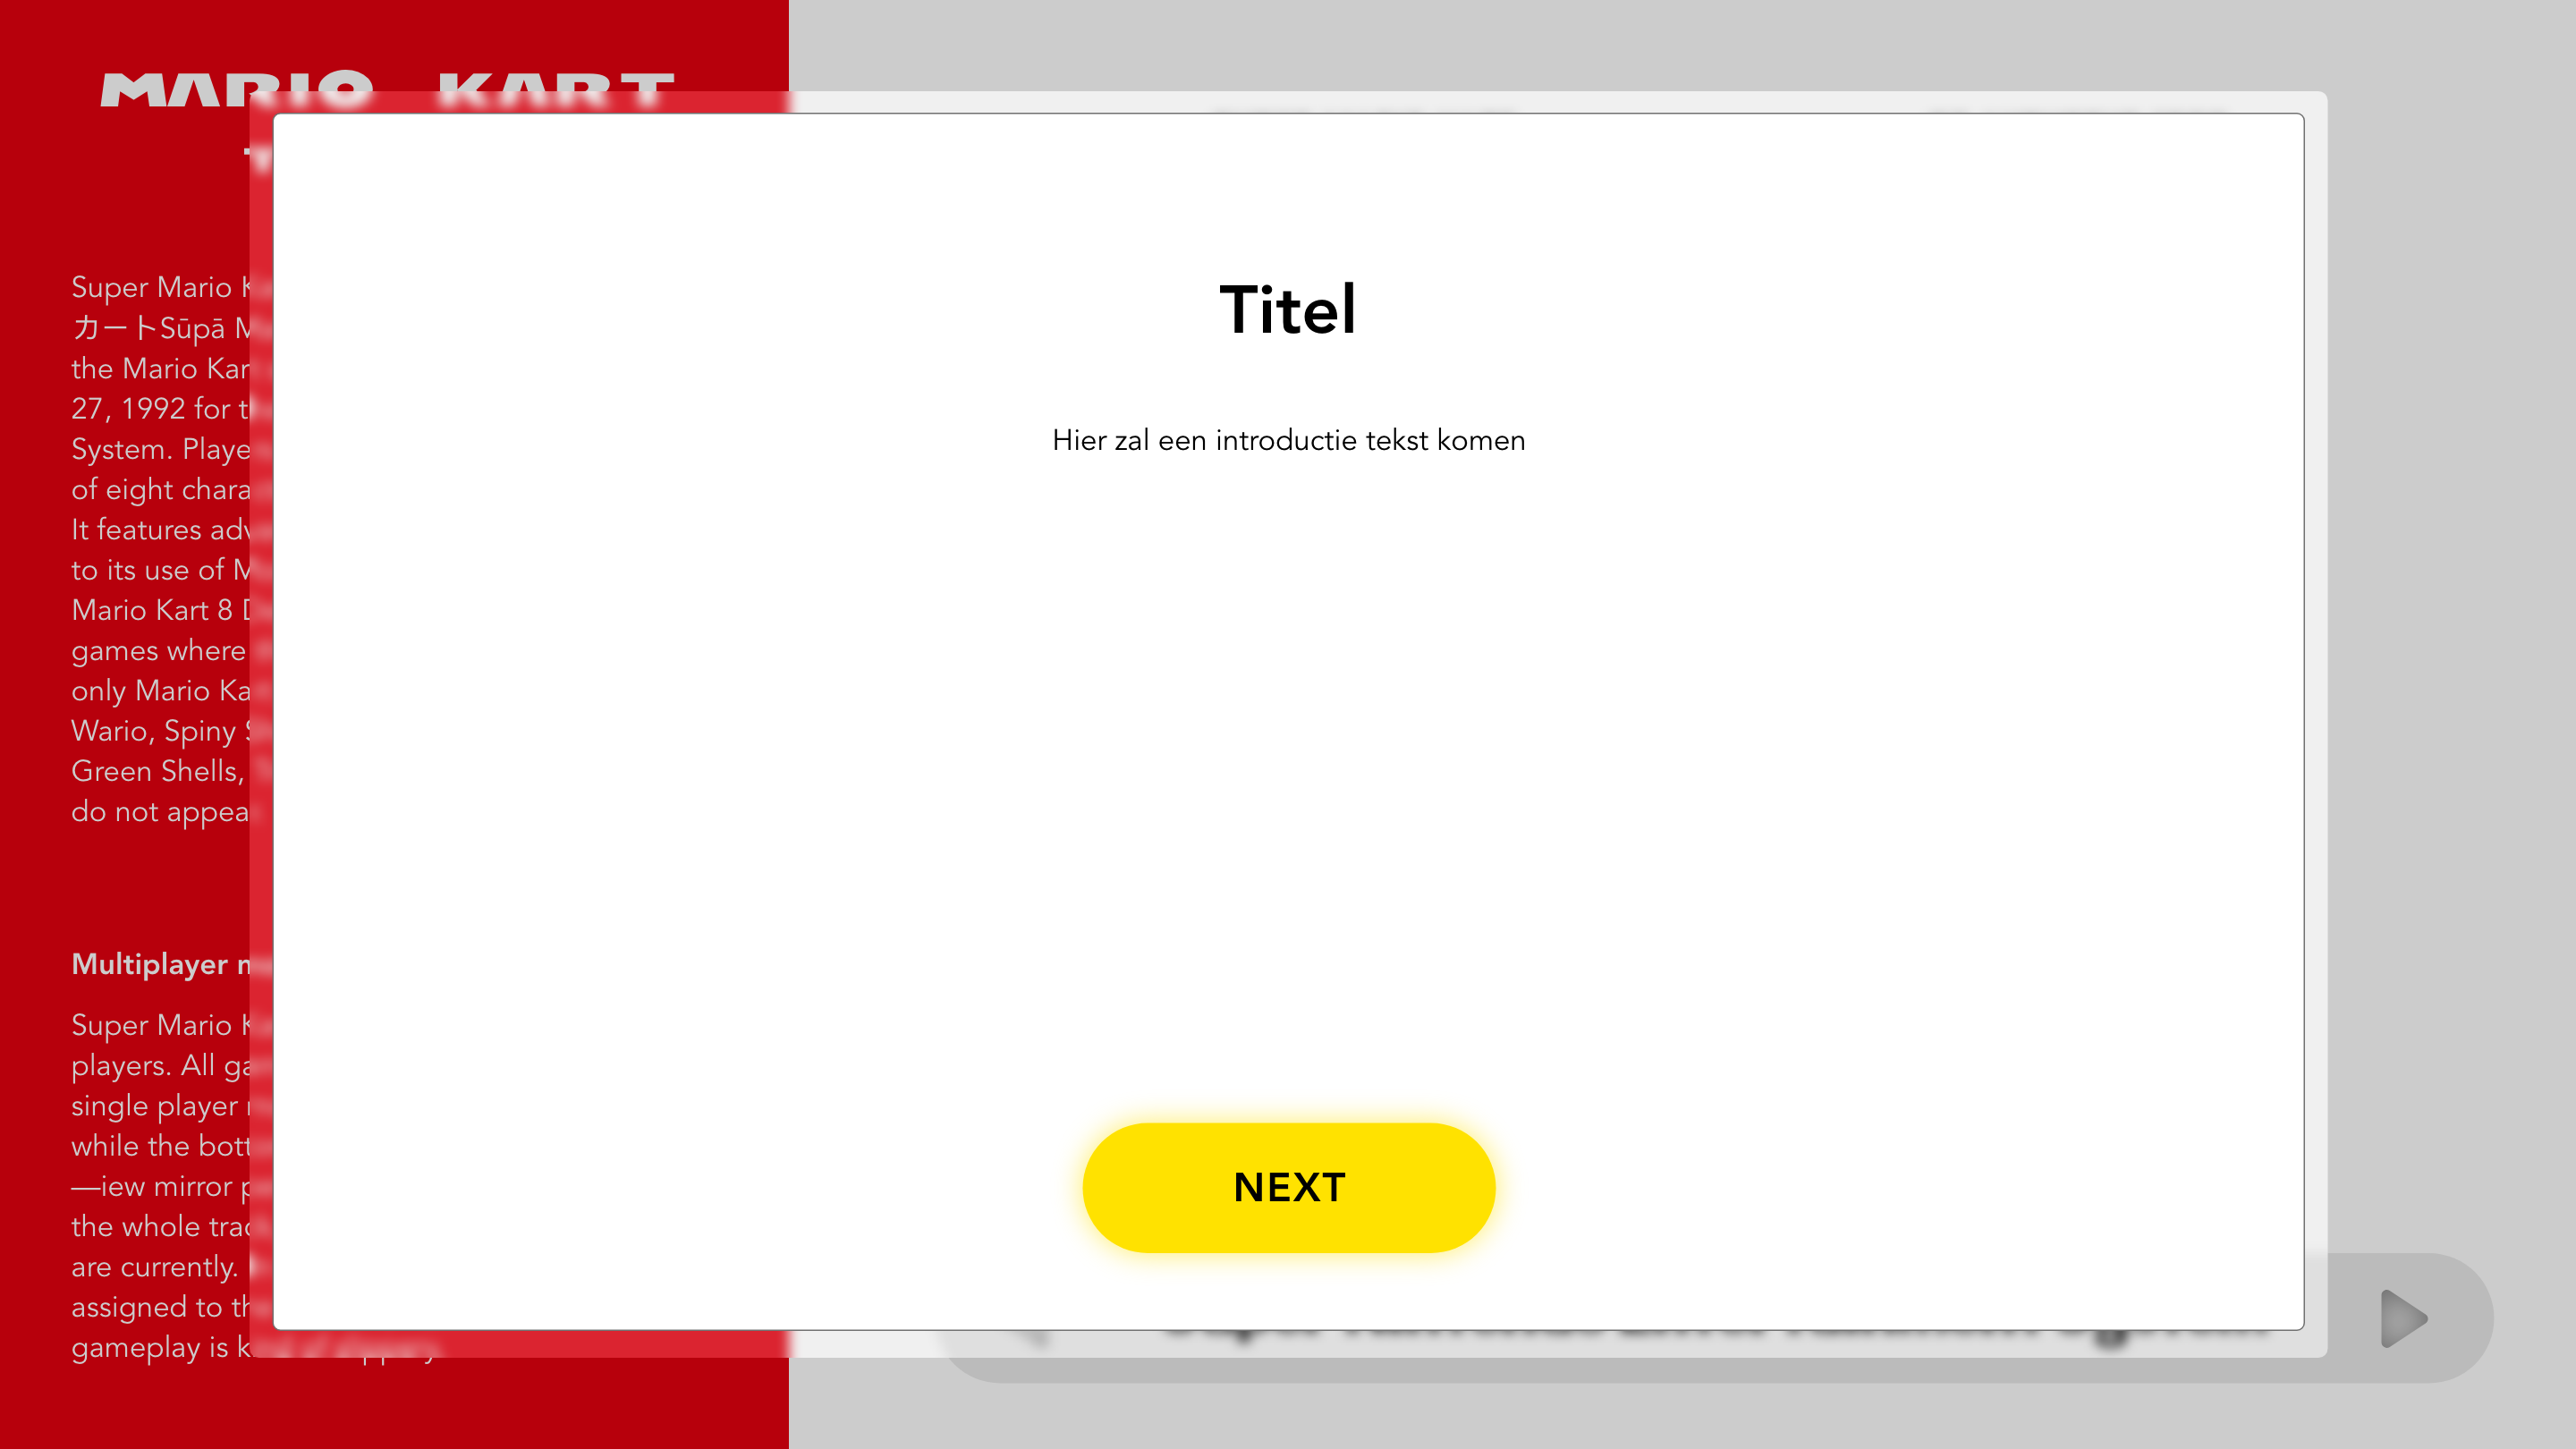 MARIO KART
Super Mario
カートSūpā
the Mario Kar
27, 1992 for
System. Playe
of eight chara
It features adv
to its use of
Mario Kart 8
games where
only Mario Ka
Wario, Spiny
Green Shells,
do not appea
Multiplayer
Super Mario
players. All ga
single player
while the bott
—iew mirror
the whole trac
are currently.
assigned to th
gameplay is
Titel
Hier zal een introductie tekst komen
NEXT